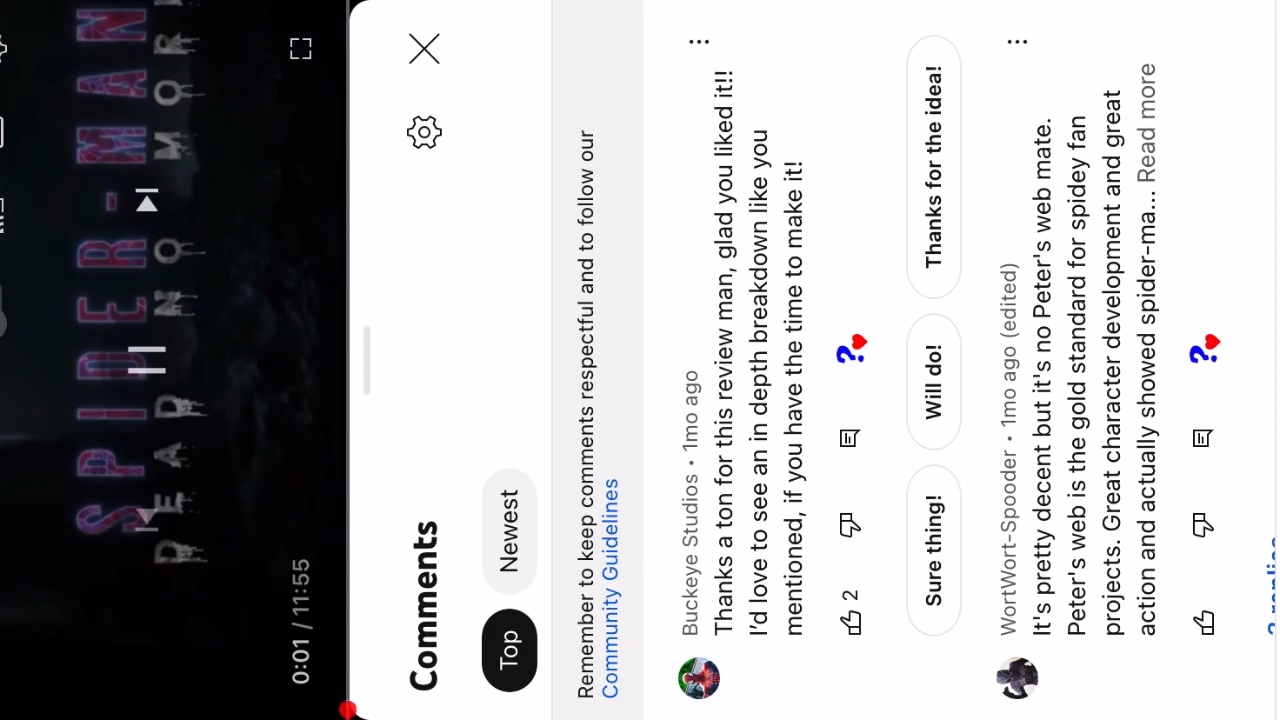 SPIDER-MAN
DEAD NO MOR
0:01 / 11:55
Comments
Top
Newest
Remember to keep comments respectful and to follow our
Community Guidelines
Buckeye Studios • 1mo ago
Thanks a ton for this review man, glad you liked it!!
I'd love to see an in depth breakdown like you
mentioned, if you have the time to make it!
2
?
Sure thing!
Will do!
Thanks for the idea!
WortWort-Spooder • 1mo ago (edited)
It's pretty decent but it's no Peter's web mate.
Peter's web is the gold standard for spidey fan
projects. Great character development and great
action and actually showed spider-ma... Read more
?